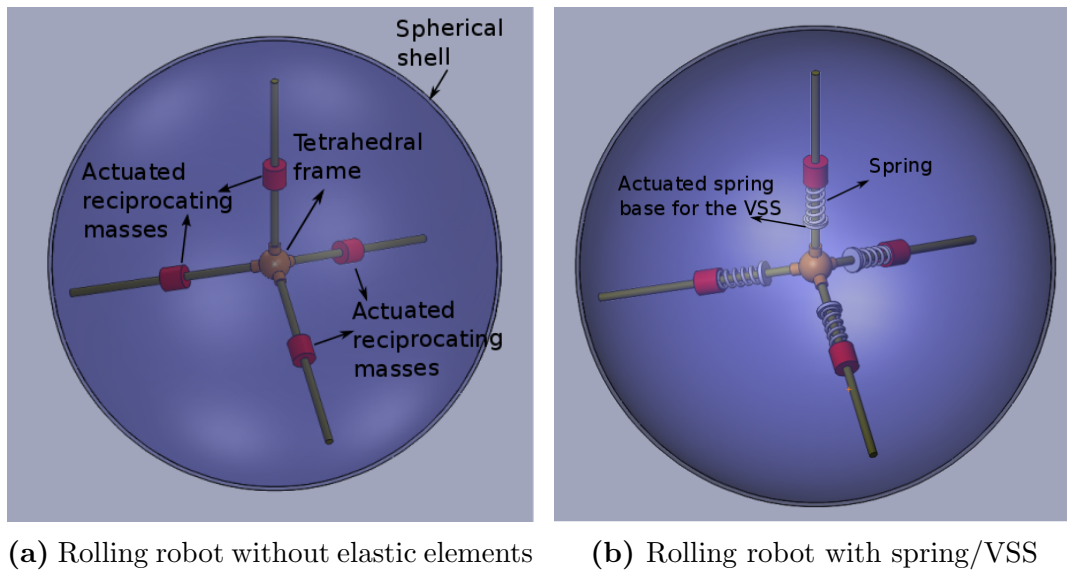 Spherical
shell
Tetrahedral
frame
Actuated
reciprocating
masses
Actuated
reciprocating
masses
Actuated spring
base for the VSS
Spring
(a) Rolling robot without elastic elements
(b) Rolling robot with spring/VSS